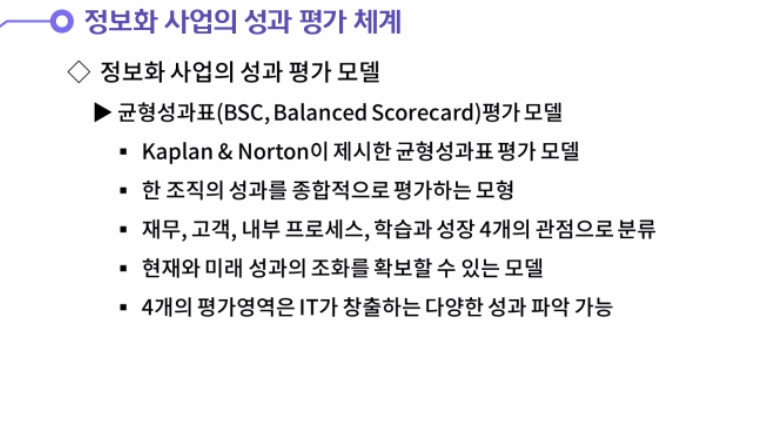 정보화 사업의 성과 평가 체계
◇ 정보화 사업의 성과 평가 모델
▶ 균형성과표(BSC, Balanced Scorecard)평가 모델
▪ Kaplan & Norton이 제시한 균형성과표 평가 모델
▪ 한 조직의 성과를 종합적으로 평가하는 모형
▪ 재무, 고객, 내부 프로세스, 학습과 성장 4개의 관점으로 분류
▪ 현재와 미래 성과의 조화를 확보할 수 있는 모델
▪ 4개의 평가영역은 IT가 창출하는 다양한 성과 파악 가능